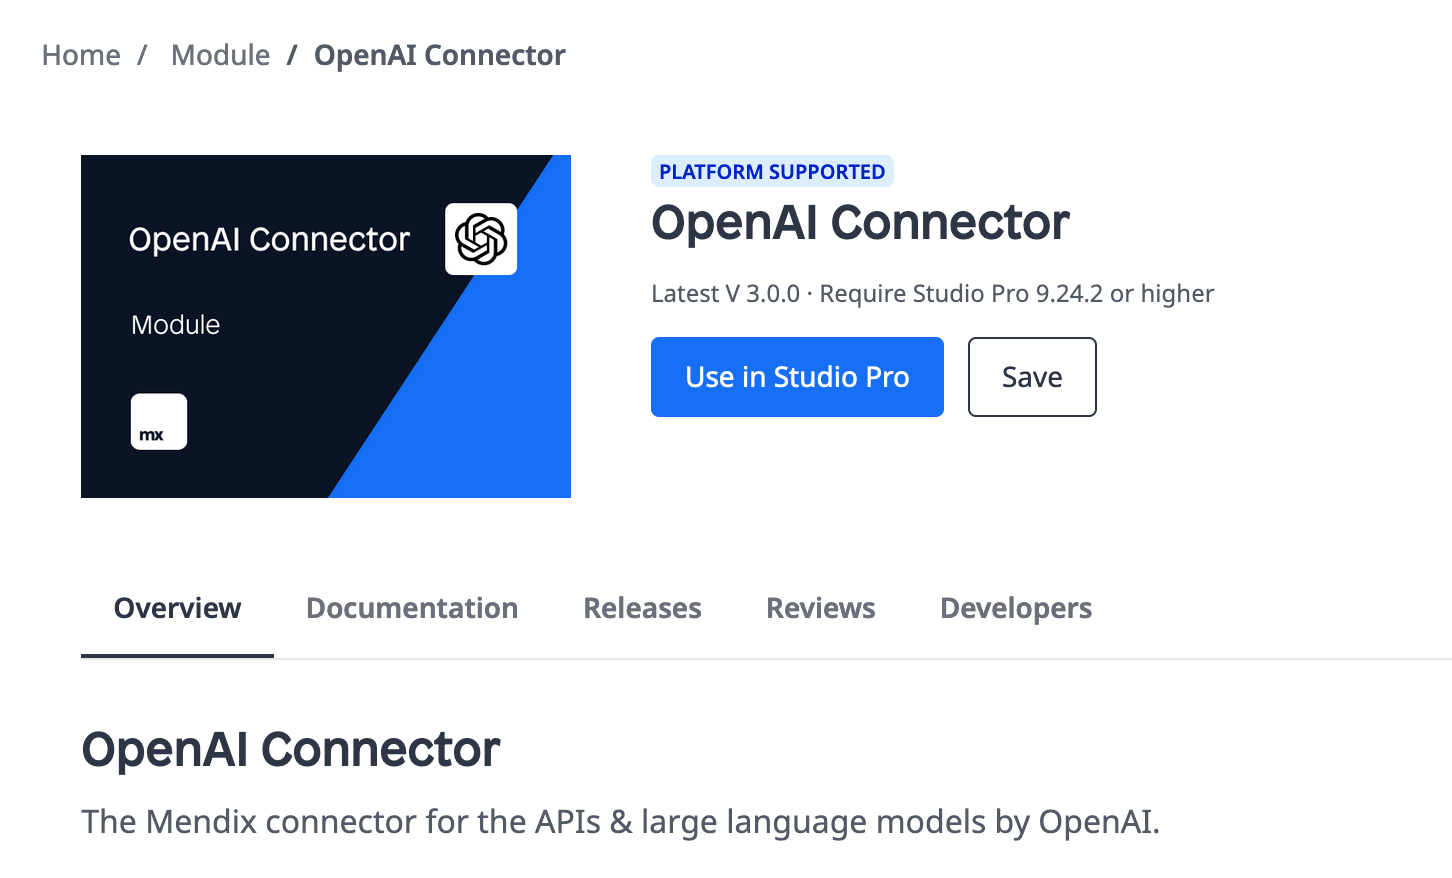 Home / Module / OpenAI Connector
OpenAI Connector
Module
mx
PLATFORM SUPPORTED
OpenAI Connector
Latest V 3.0.0 · Require Studio Pro 9.24.2 or higher
Use in Studio Pro Save
Overview Documentation Releases Reviews Developers
OpenAI Connector
The Mendix connector for the APIs & large language models by OpenAI.